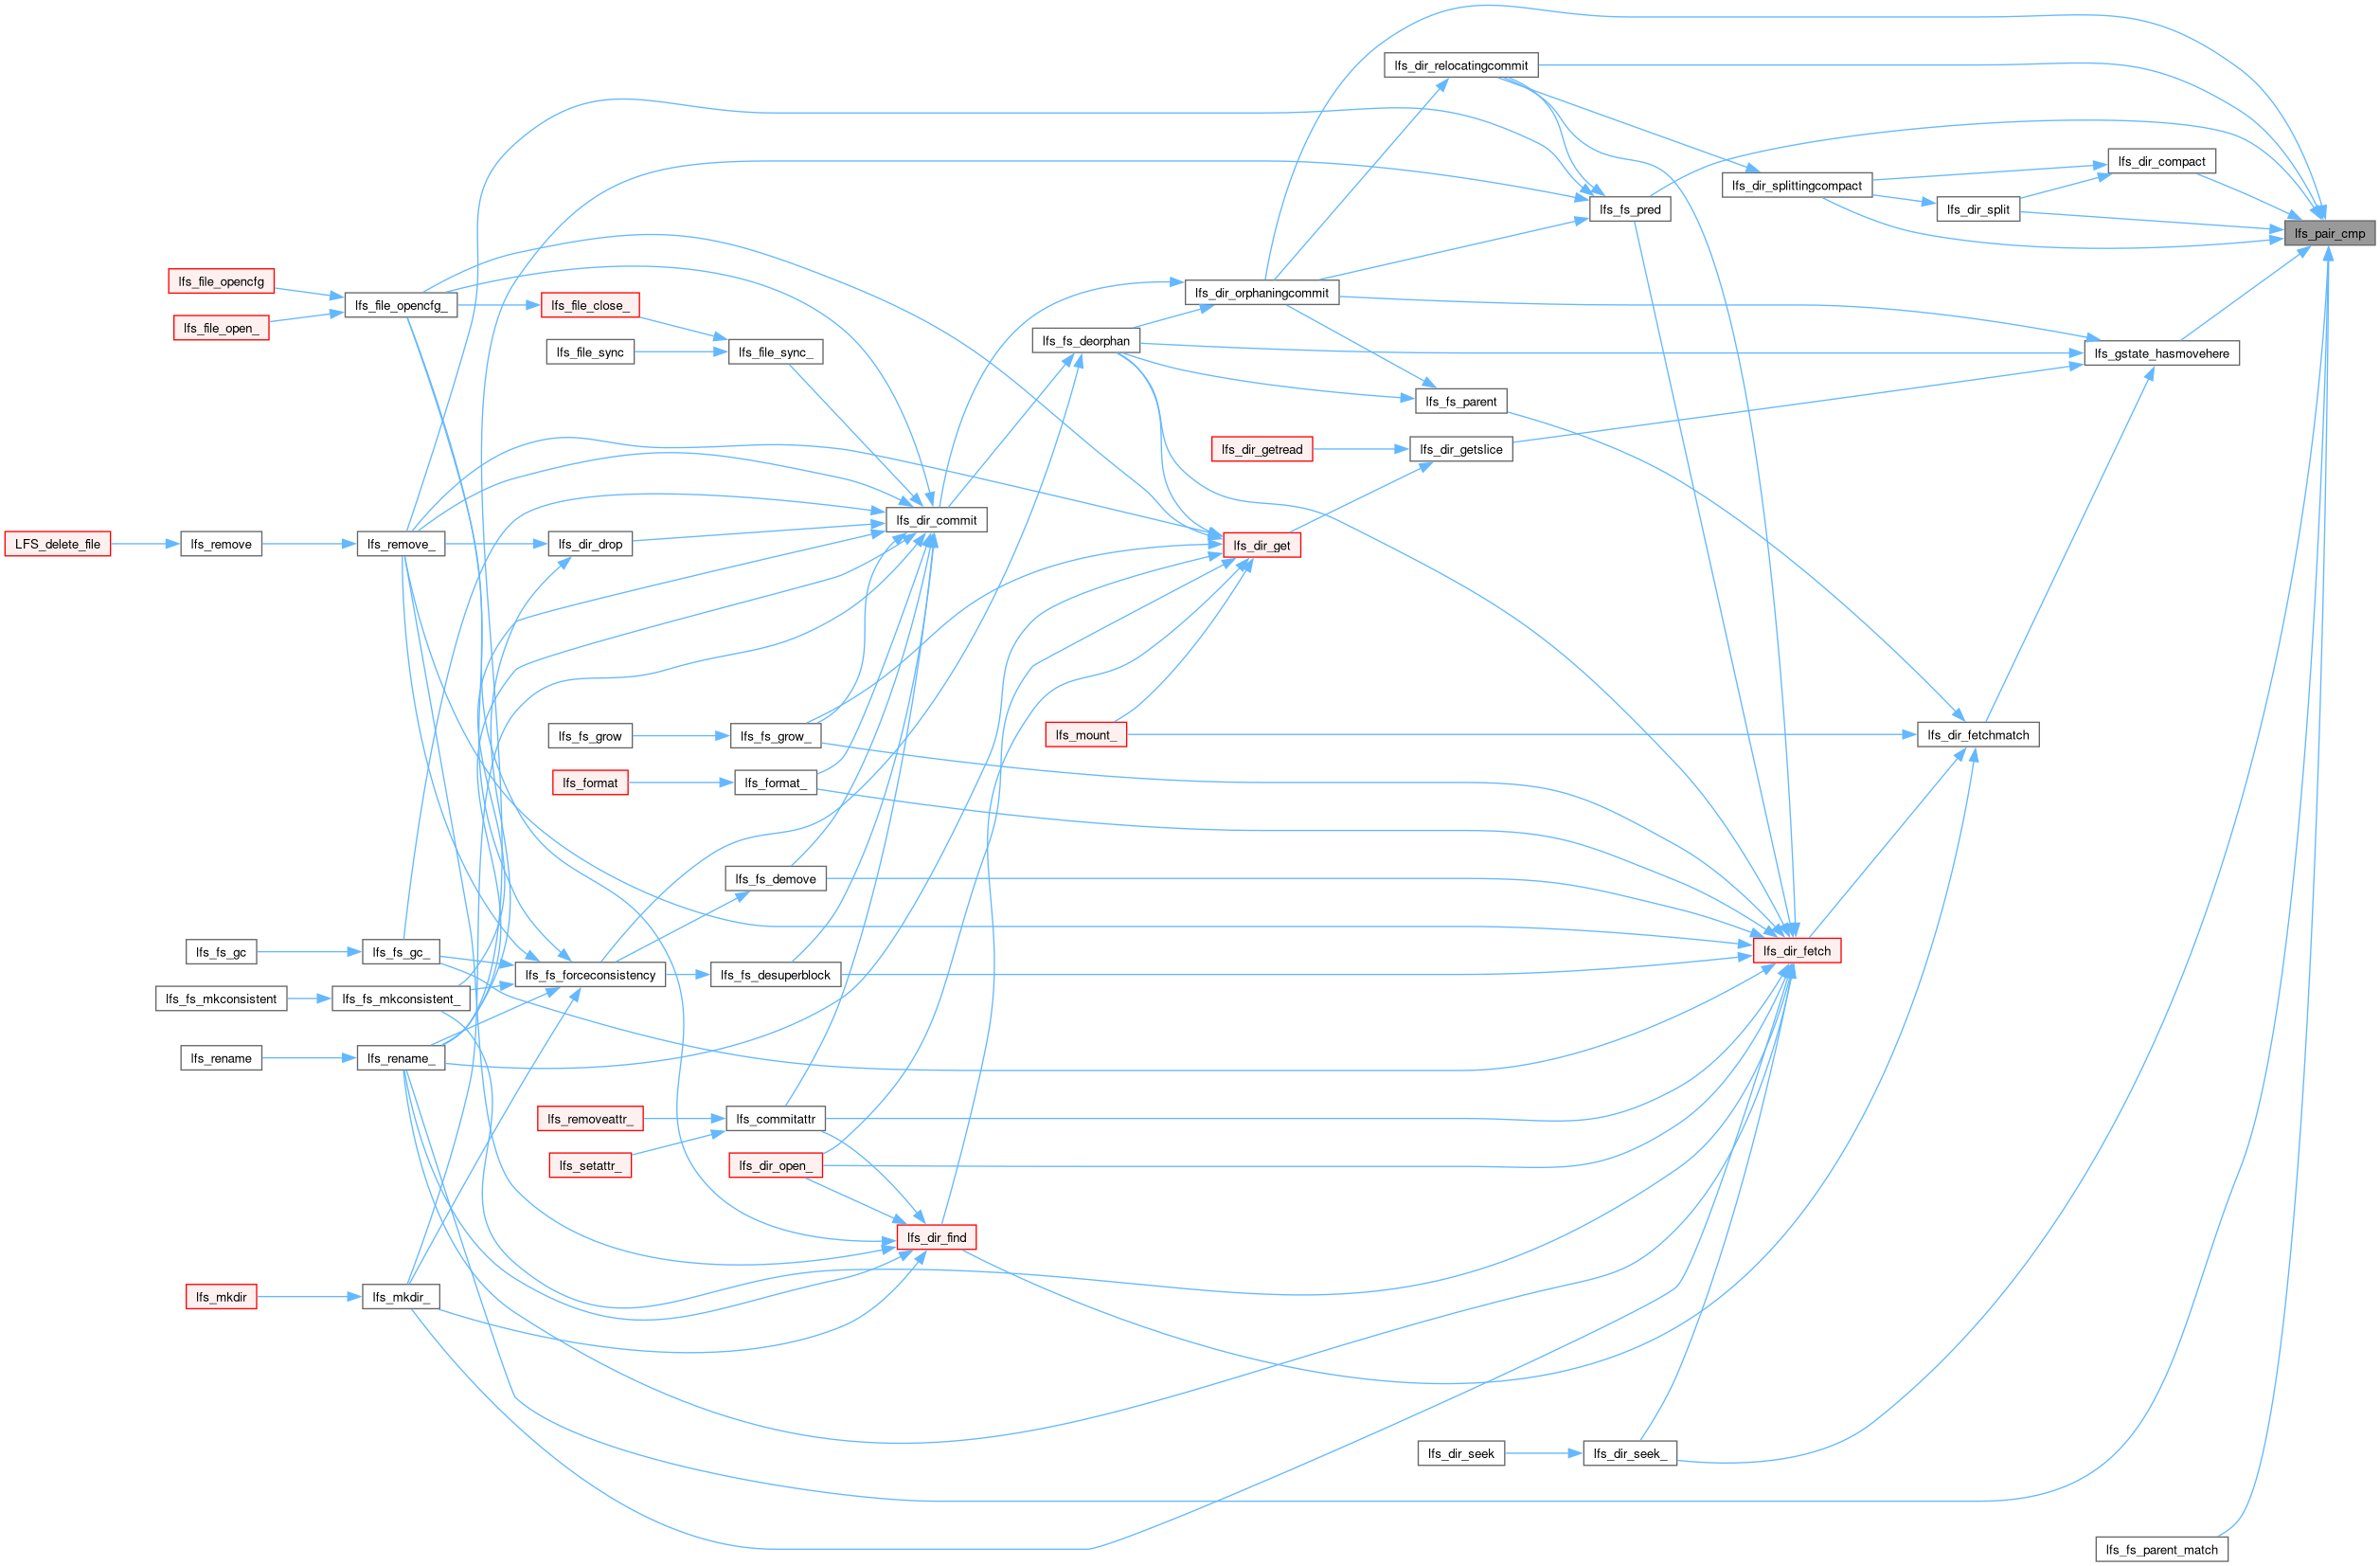 lfs_dir_relocatingcommit
lfs_dir_compact
lfs_dir_splittingcompact
lfs_fs_pred
lfs_dir_split
lfs_pair_cmp
lfs_file_opencfg
lfs_file_opencfg_
lfs_file_close_
lfs_dir_orphaningcommit
lfs_file_open_
lfs_fs_deorphan
lfs_file_sync
lfs_file_sync_
lfs_gstate_hasmovehere
lfs_fs_parent
lfs_dir_getread
lfs_dir_getslice
lfs_dir_commit
LFS_delete_file
lfs_remove
lfs_remove_
lfs_dir_drop
lfs_dir_get
lfs_fs_grow
lfs_fs_grow_
lfs_mount_
lfs_dir_fetchmatch
lfs_format
lfs_format_
lfs_fs_demove
lfs_fs_gc
lfs_fs_gc_
lfs_dir_fetch
lfs_fs_forceconsistency
lfs_fs_desuperblock
lfs_fs_mkconsistent
lfs_fs_mkconsistent_
lfs_rename
lfs_rename_
lfs_removeattr_
lfs_commitattr
lfs_setattr_
lfs_dir_open_
lfs_dir_find
lfs_mkdir
lfs_mkdir_
lfs_dir_seek
lfs_dir_seek_
lfs_fs_parent_match